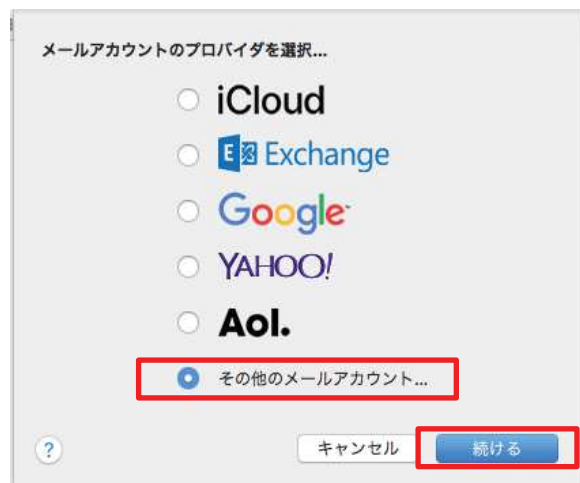 メールアカウントのプロバイダを選択...
iCloud
E Exchange
Google
YAHOO!
Aol.
その他のメールアカウント...
? キャンセル 続ける